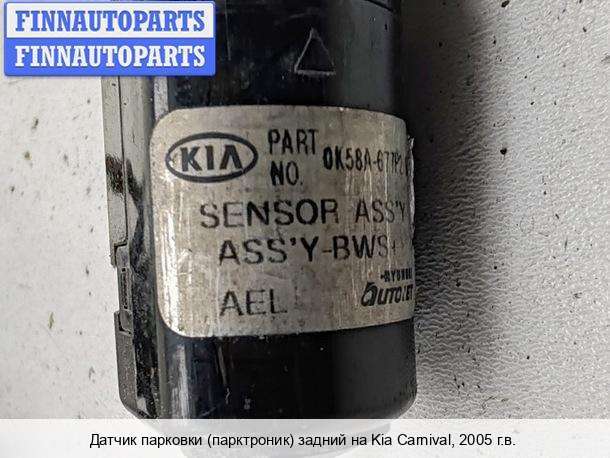 FINNAUTOPARTS
FINNAUTOPARTS
KIA PART
NO.
SENSOR ASS'Y
ASS'Y-BWS
AEL
Датчик парковки (парктроник) задний на Kia Carnival, 2005 г.в.